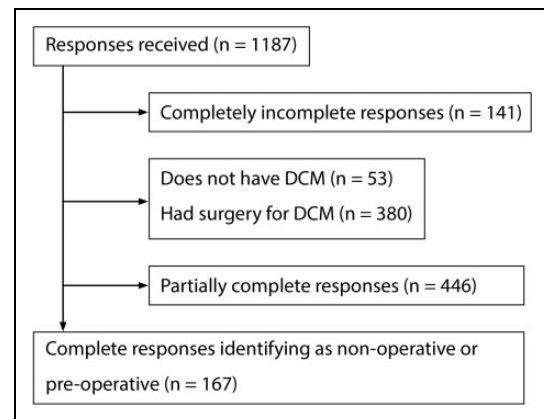 Responses received (n = 1187)
Completely incomplete responses (n = 141)
Does not have DCM (n = 53)
Had surgery for DCM (n = 380)
Partially complete responses (n = 446)
Complete responses identifying as non-operative or
pre-operative (n = 167)